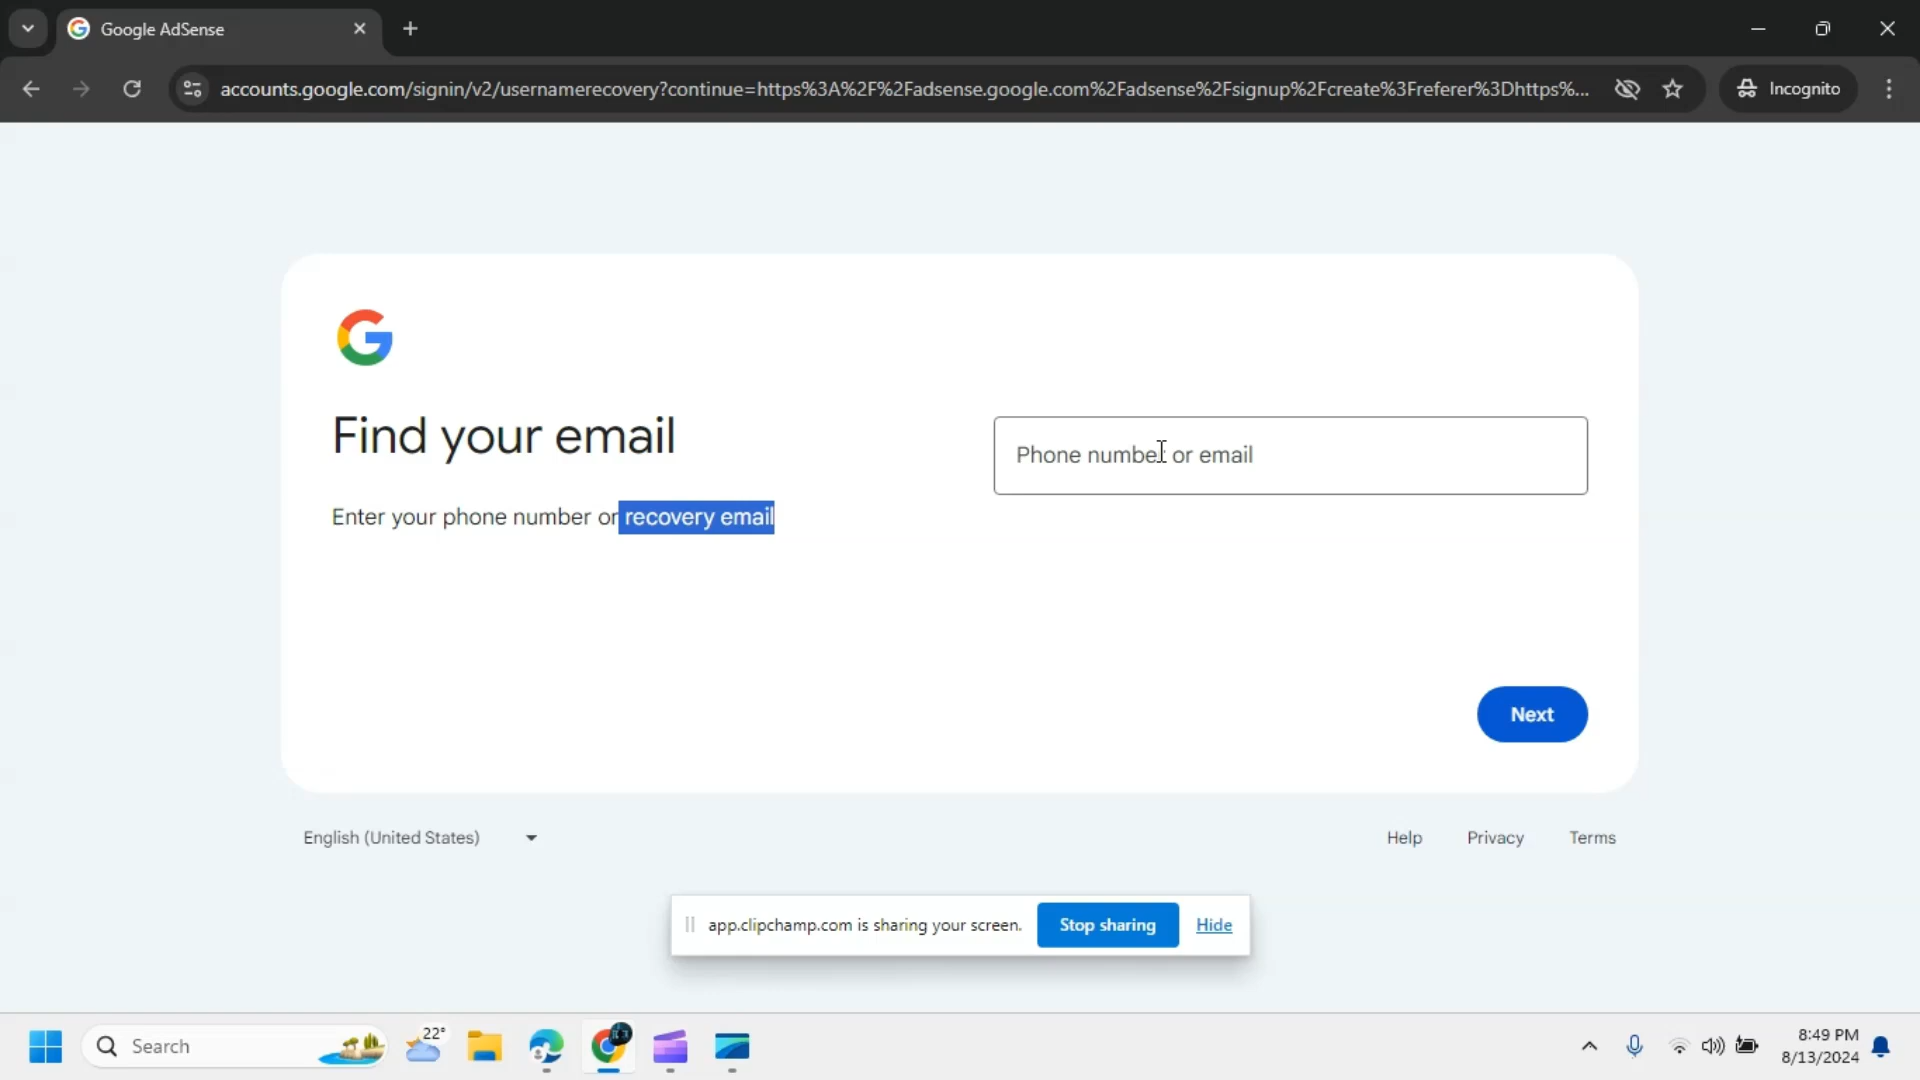 Google AdSense
accounts.google.com/signin/v2/usernamerecovery?continue=https%3A%2F%2Fadsense.google.com%2Fadsense%2Fsignup%2Fcreate%3Freferer%3Dhttps%...
Incognito
Find your email
Enter your phone number or recovery email
Phone number or email
Next
English (United States)
Help Privacy Terms
app.clipchamp.com is sharing your screen. Stop sharing Hide
Search
22°
8:49 PM
8/13/2024